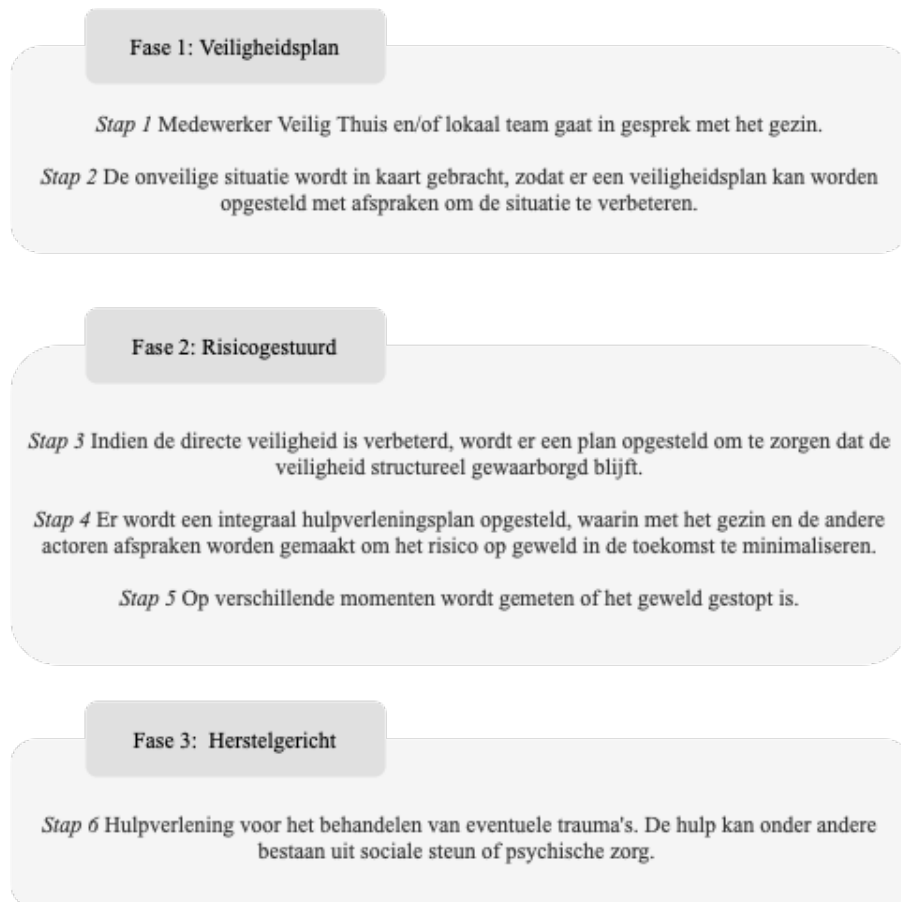 Fase 1: Veiligheidsplan
Stap 1 Medewerker Veilig Thuis en/of lokaal team gaat in gesprek met het gezin.
Stap 2 De onveilige situatie wordt in kaart gebracht, zodat er een veiligheidsplan kan worden
opgesteld met afspraken om de situatie te verbeteren.
Fase 2: Risicogestuurd
Stap 3 Indien de directe veiligheid is verbeterd, wordt er een plan opgesteld om te zorgen dat de
veiligheid structureel gewaarborgd blijft.
Stap 4 Er wordt een integraal hulpverleningsplan opgesteld, waarin met het gezin en de andere
actoren afspraken worden gemaakt om het risico op geweld in de toekomst te minimaliseren.
Stap 5 Op verschillende momenten wordt gemeten of het geweld gestopt is.
Fase 3: Herstelgericht
Stap 6 Hulpverlening voor het behandelen van eventuele trauma's. De hulp kan onder andere
bestaan uit sociale steun of psychische zorg.